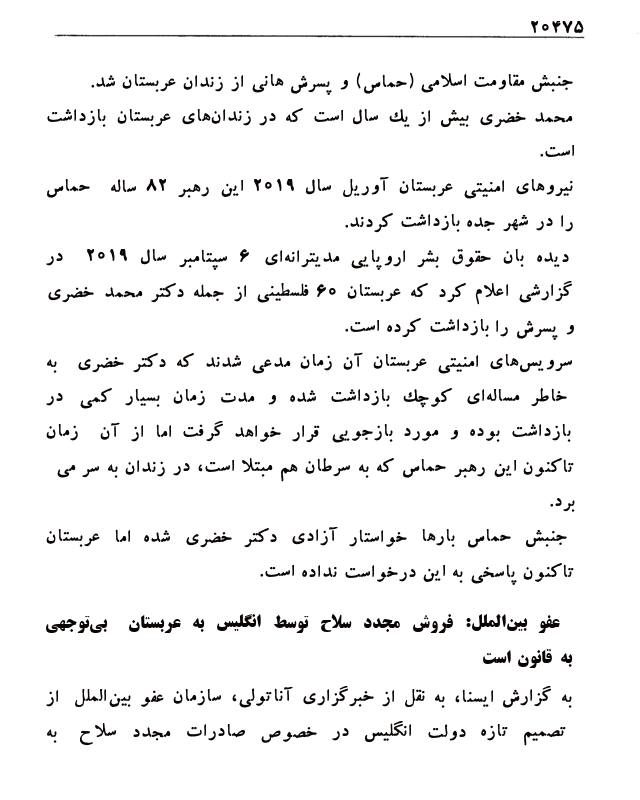 ۲۰۴۷۵
جنبش مقاومت اسلامی (حماس) و پسرش هانی از زندان عربستان شد.
محمد خضری بیش از یك سال است که در زندان‌های عربستان بازداشت
است.
نیروهای امنیتی عربستان آوریل سال ۲۰۱۹ این رهبر ۸۲ ساله حماس
را در شهر جده بازداشت کردند.
دیده بان حقوق بشر اروپایی مدیترانه‌ای ۶ سپتامبر سال ۲۰۱۹ در
گزارشی اعلام کرد که عربستان ۶۰ فلسطینی از جمله دکتر محمد خضری
و پسرش را بازداشت کرده است.
سرویس‌های امنیتی عربستان آن زمان مدعی شدند که دکتر خضری به
خاطر مساله‌ای کوچك بازداشت شده و مدت زمان بسیار کمی در
بازداشت بوده و مورد بازجویی قرار خواهد گرفت اما از آن زمان
تاکنون این رهبر حماس که به سرطان هم مبتلا است، در زندان به سر می
برد.
جنبش حماس بارها خواستار آزادی دکتر خضری شده اما عربستان
تاکنون پاسخی به این درخواست نداده است.
عفو بین‌الملل: فروش مجدد سلاح توسط انگلیس به عربستان بی‌توجهی
به قانون است
به گزارش ایسنا، به نقل از خبرگزاری آناتولی، سازمان عفو بین‌الملل از
تصمیم تازه دولت انگلیس در خصوص صادرات مجدد سلاح به